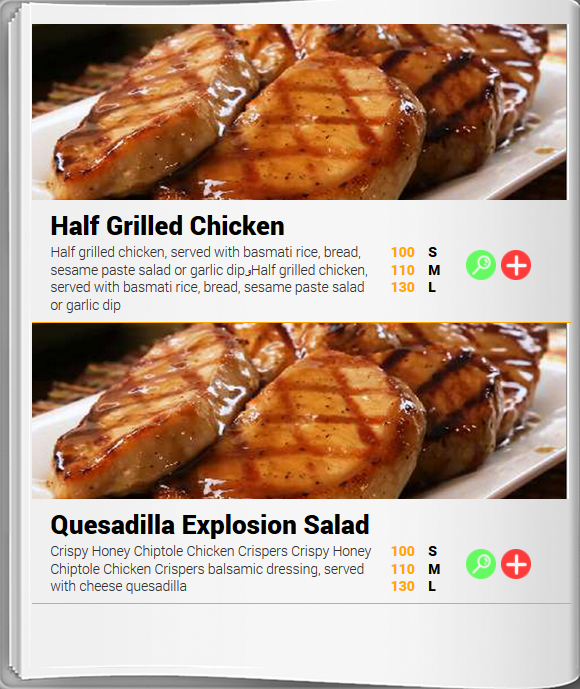 Half Grilled Chicken
Half grilled chicken, served with basmati rice, bread,
sesame paste salad or garlic dipوHalf grilled chicken,
served with basmati rice, bread, sesame paste salad
or garlic dip
100 S
110 M
130 L
Quesadilla Explosion Salad
Crispy Honey Chiptole Chicken Crispers Crispy Honey
Chiptole Chicken Crispers balsamic dressing, served
with cheese quesadilla
100 S
110 M
130 L